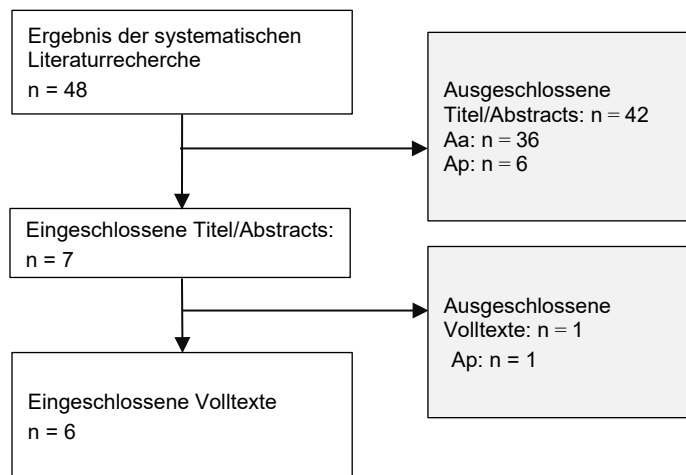 Ergebnis der systematischen
Literaturrecherche
n = 48
Ausgeschlossene
Titel/Abstracts: n = 42
Aa: n = 36
Ap: n = 6
Eingeschlossene Titel/Abstracts:
n = 7
Ausgeschlossene
Volltexte: n = 1
Ap: n = 1
Eingeschlossene Volltexte
n = 6